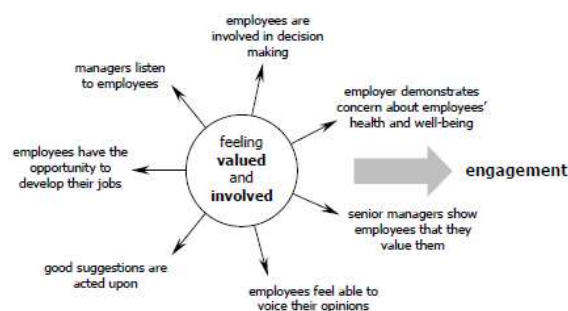 employees are
involved in decision
making
managers listen
to employees
employer demonstrates
concern about employees'
health and well-being
feeling
valued
and
involved
employees have the
opportunity to
develop their jobs
engagement
senior managers show
employees that they
value them
good suggestions are
acted upon
employees feel able to
voice their opinions